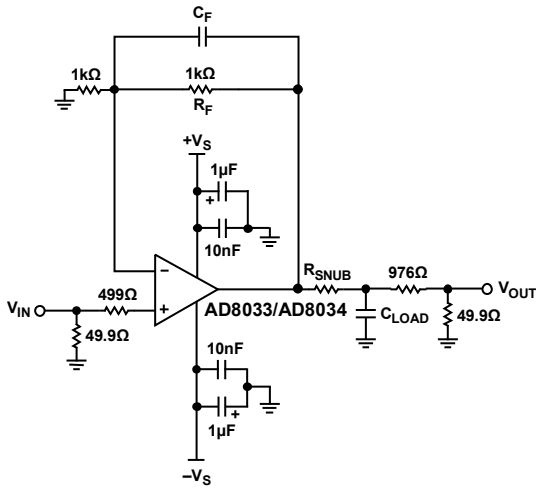 C_F
1kΩ
1kΩ
R_F
+V_S
1µF
+
10nF
–
+
AD8033/AD8034
V_IN
499Ω
49.9Ω
R_SNUB
976Ω
V_OUT
C_LOAD
49.9Ω
10nF
1µF
+
–V_S